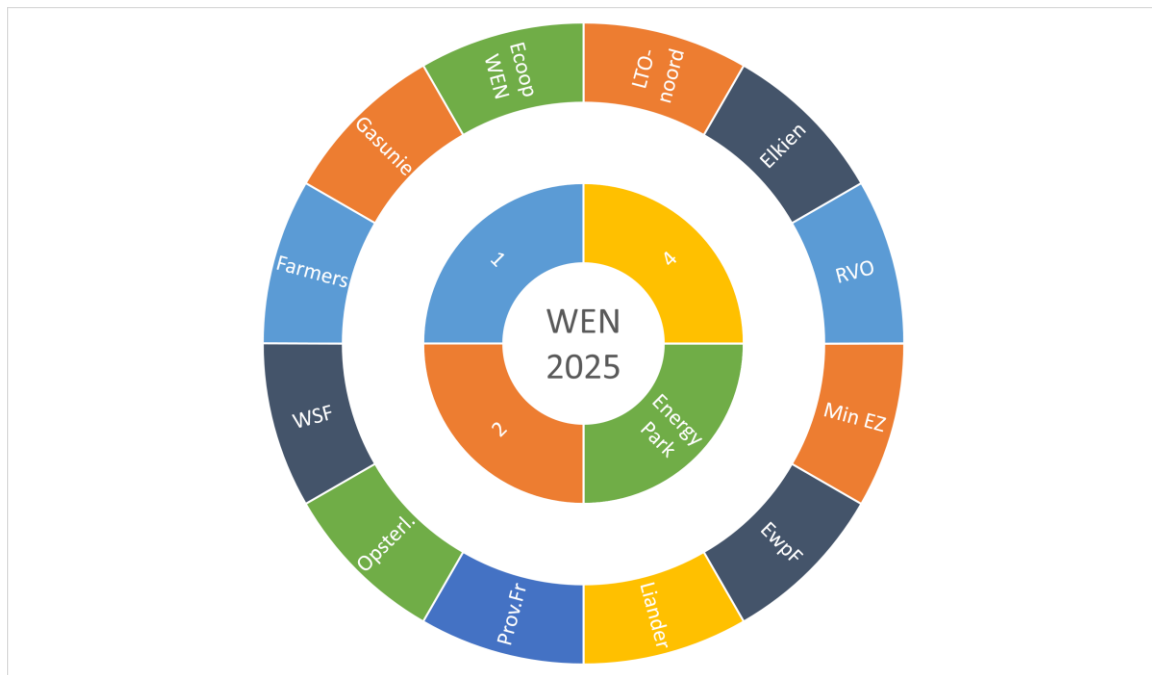 LTO-
noord
Elkien
RVO
Min EZ
EwpF
Liander
Prov.Fr
Opsterl.
WSF
Farmers
Gasunie
Ecoop
WEN
4
Energy
Park
2
1
WEN
2025